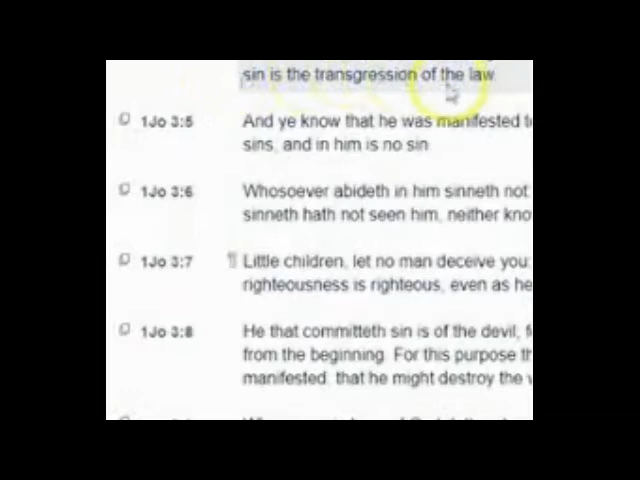 sin is the transgression of the law
1Jo 3:5 And ye know that he was manifested
sins, and in him is no sin
1Jo 3:6 Whosoever abideth in him sinneth not
sinneth hath not seen him, neither
1Jo 3:7 ¶ Little children, let no man deceive you
righteousness is righteous, even as he
1Jo 3:8 He that committeth sin is of the devil,
from the beginning. For this purpose
manifested, that he might destroy the